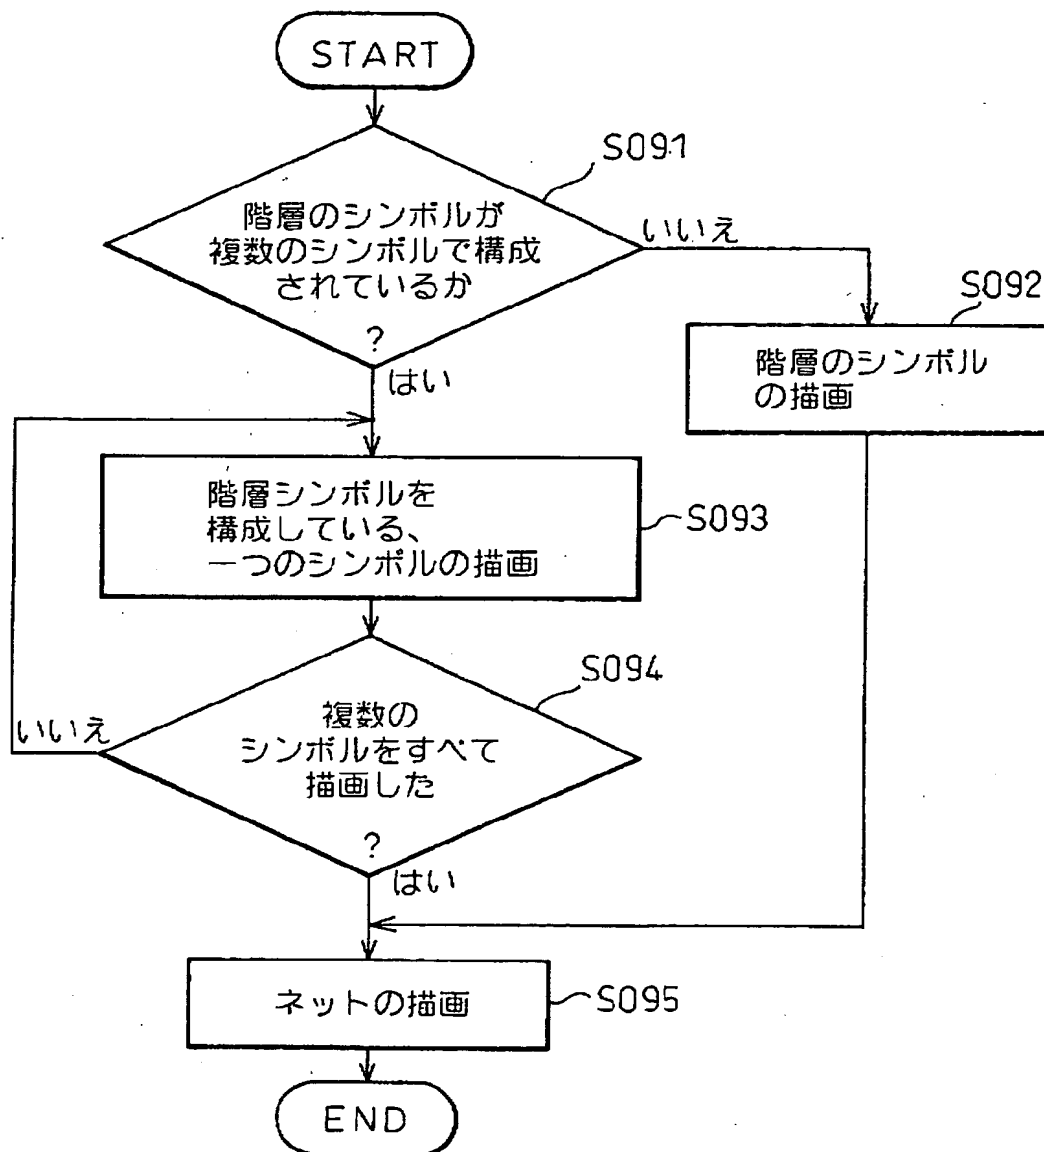 START
S091
階層のシンボルが
複数のシンボルで構成
されているか
?
いいえ
はい
S092
階層のシンボル
の描画
階層シンボルを
構成している、
一つのシンボルの描画
S093
S094
複数の
シンボルをすべて
描画した
?
いいえ
はい
ネットの描画
S095
END